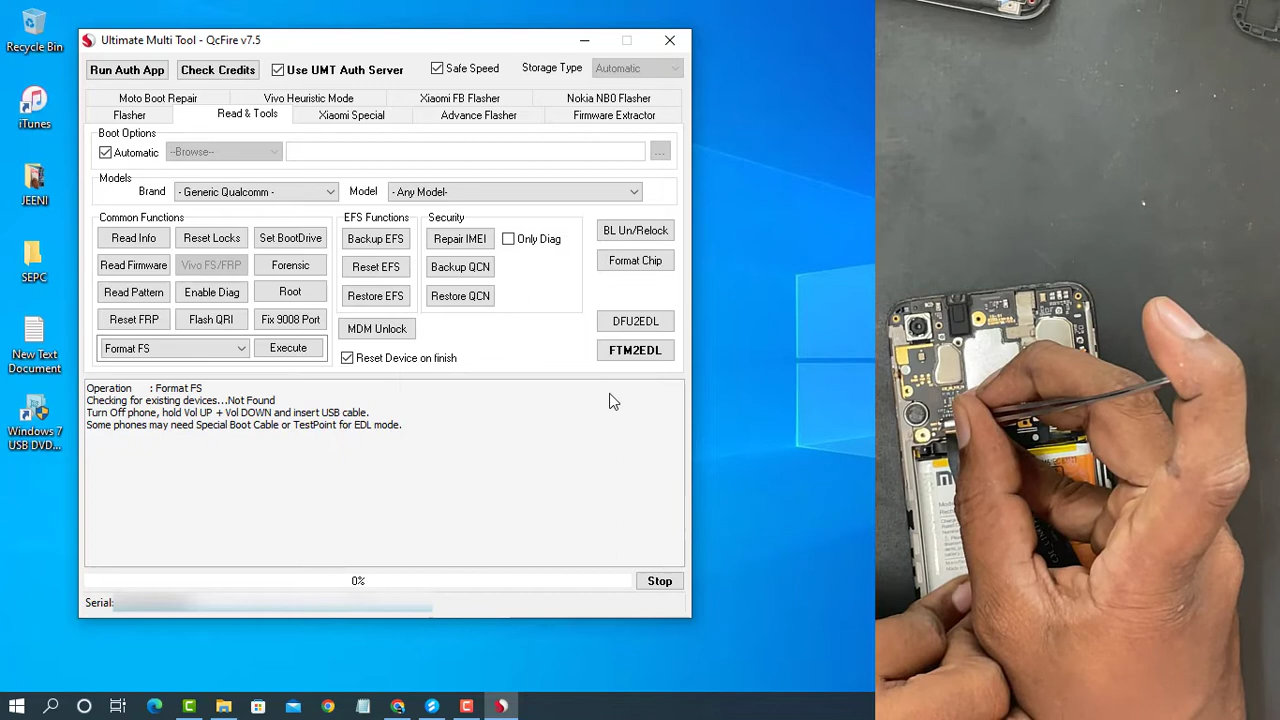 Recycle Bin
iTunes
JEENI
SEPC
New Text
Document
Windows 7
USB DVD...
Ultimate Multi Tool - QcFire v7.5
Run Auth App
Check Credits
Use UMT Auth Server
Safe Speed
Storage Type
Automatic
Moto Boot Repair
Vivo Heuristic Mode
Xiaomi FB Flasher
Nokia NB0 Flasher
Flasher
Read & Tools
Xiaomi Special
Advance Flasher
Firmware Extractor
Boot Options
Automatic
--Browse--
...
Models
Brand
- Generic Qualcomm -
Model
- Any Model-
Common Functions
Read Info
Reset Locks
Set BootDrive
Read Firmware
Vivo FS/FRP
Forensic
Read Pattern
Enable Diag
Root
Reset FRP
Flash QRI
Fix 9008 Port
Format FS
Execute
EFS Functions
Backup EFS
Reset EFS
Restore EFS
MDM Unlock
Reset Device on finish
Security
Repair IMEI
Only Diag
Backup QCN
Restore QCN
BL Un/Relock
Format Chip
DFU2EDL
FTM2EDL
Operation : Format FS
Checking for existing devices...Not Found
Turn Off phone, hold Vol UP + Vol DOWN and insert USB cable.
Some phones may need Special Boot Cable or TestPoint for EDL mode.
0%
Stop
Serial: